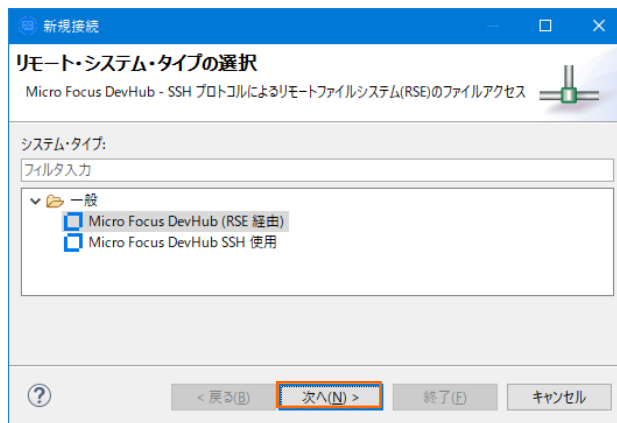 新規接続
リモート・システム・タイプの選択
Micro Focus DevHub - SSH プロトコルによるリモートファイルシステム(RSE)のファイルアクセス
システム・タイプ:
フィルタ入力
一般
Micro Focus DevHub (RSE 経由)
Micro Focus DevHub SSH 使用
< 戻る(B) 次へ(N) > 終了(F) キャンセル